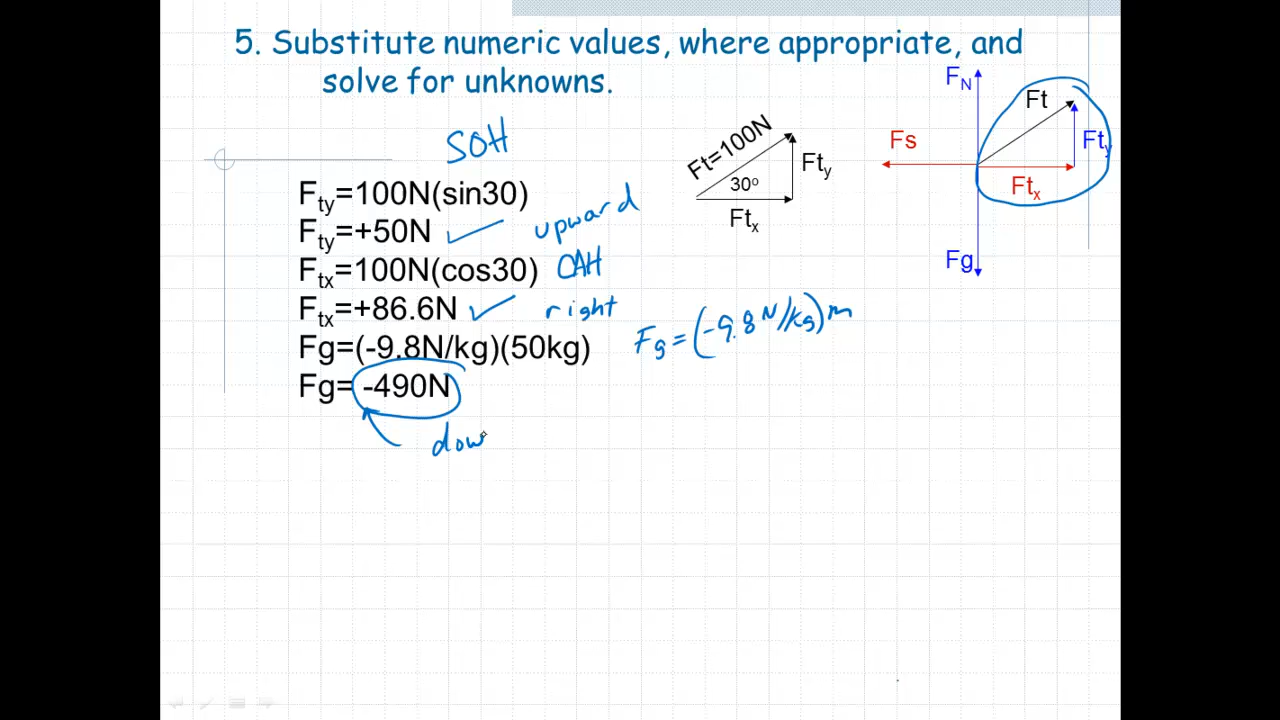 5. Substitute numeric values, where appropriate, and
solve for unknowns.
SOH
Fty=100N(sin30)
Fty=+50N
upward
Ftx=100N(cos30) CAH
Ftx=+86.6N
right
Fg=(-9.8N/kg)(50kg)
Fg=(-9.8N/kg)m
Fg= -490N
dow
Ft=100N
30º
Fty
Ftx
FN
Ft
Fs
Fty
Ftx
Fg